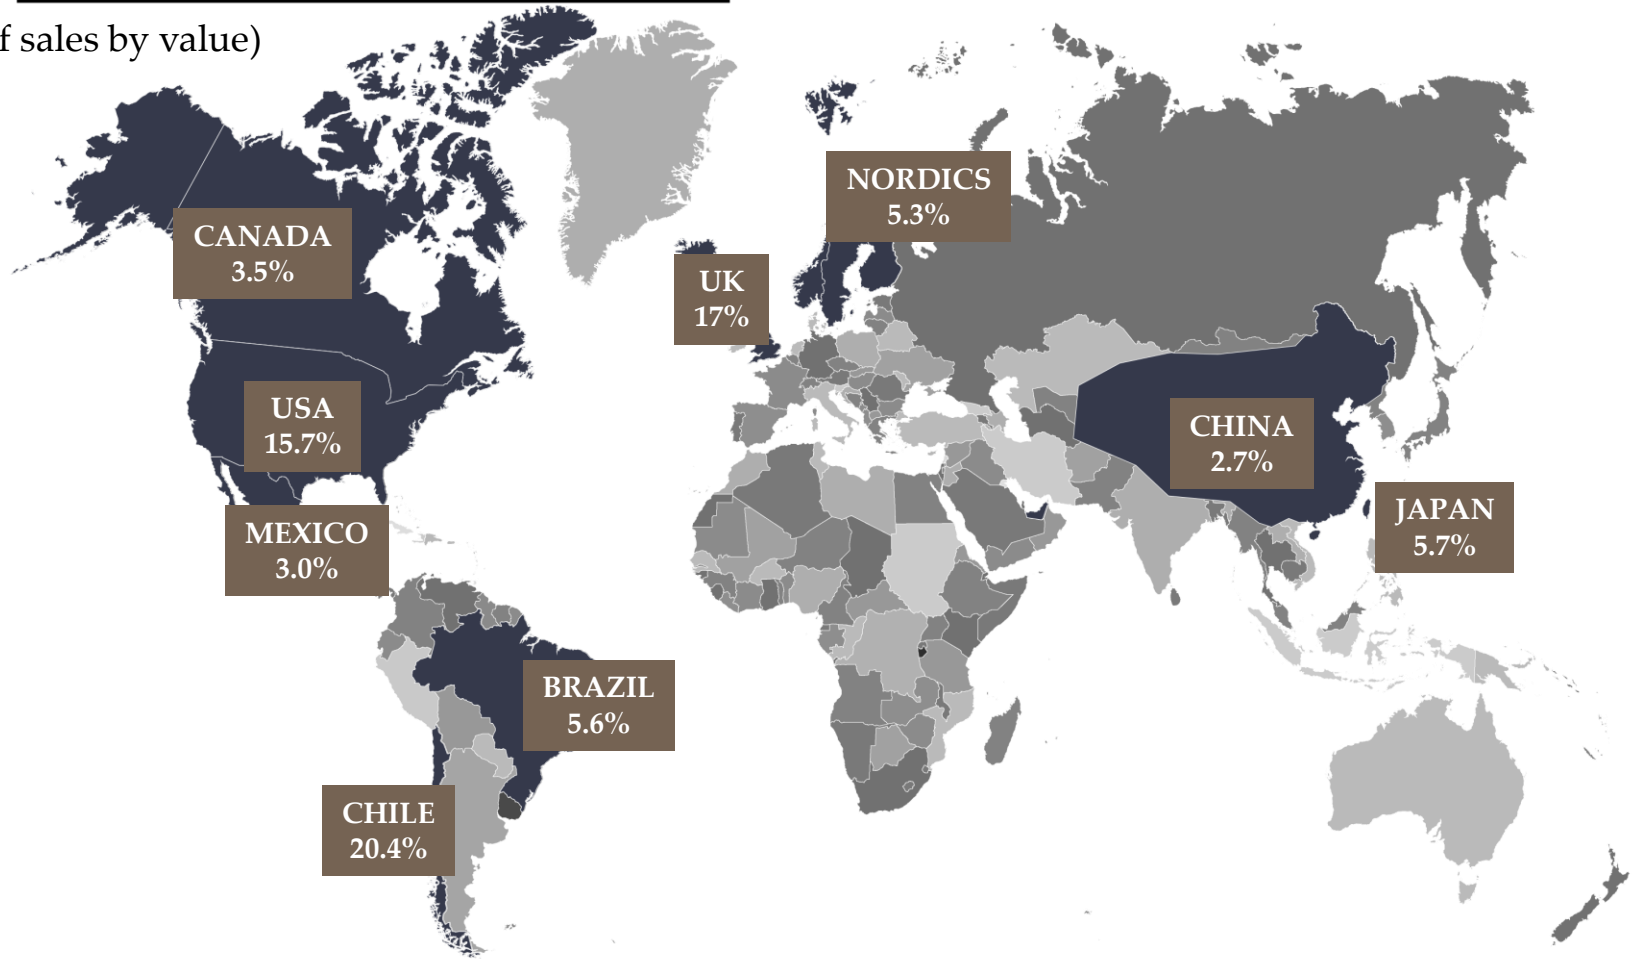 f sales by value)
NORDICS
5.3%
CANADA
3.5%
UK
17%
USA
15.7%
CHINA
2.7%
JAPAN
5.7%
MEXICO
3.0%
BRAZIL
5.6%
CHILE
20.4%